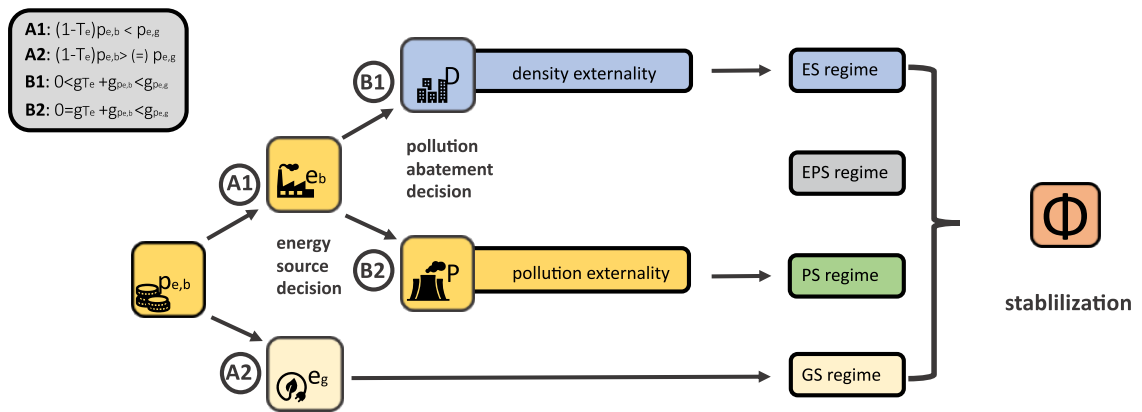 A1: (1-Te)pe,b < pe,g
A2: (1-Te)pe,b> (=) pe,g
B1: 0<gTe +gpe,b <gpe,g
B2: 0=gTe +gpe,b <gpe,g
B1
D
density externality
ES regime
pollution
abatement
decision
A1
eb
EPS regime
Φ
energy
source
decision
B2
P
pollution externality
PS regime
pe,b
stablilization
A2
eg
GS regime